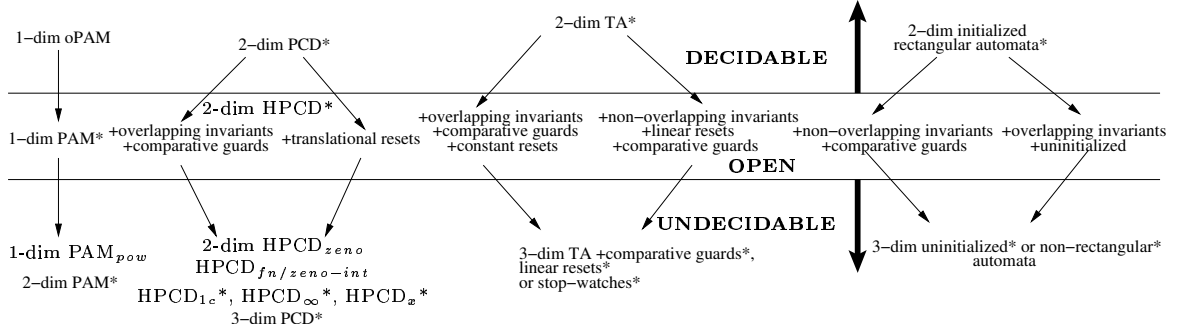 1-dim oPAM
2-dim PCD*
2-dim TA*
DECIDABLE
2-dim initialized
rectangular automata*
2-dim HPCD*
1-dim PAM*
+overlapping invariants
+comparative guards
+translational resets
+overlapping invariants
+comparative guards
+constant resets
+non-overlapping invariants
+linear resets
+comparative guards
+non-overlapping invariants
+comparative guards
+overlapping invariants
+uninitialized
OPEN
UNDECIDABLE
1-dim PAM_pow
2-dim PAM*
2-dim HPCD_zeno
HPCD_fn/zeno-int
HPCD_1c*, HPCD_∞*, HPCD_x*
3-dim PCD*
3-dim TA +comparative guards*,
linear resets*
or stop-watches*
3-dim uninitialized* or non-rectangular*
automata